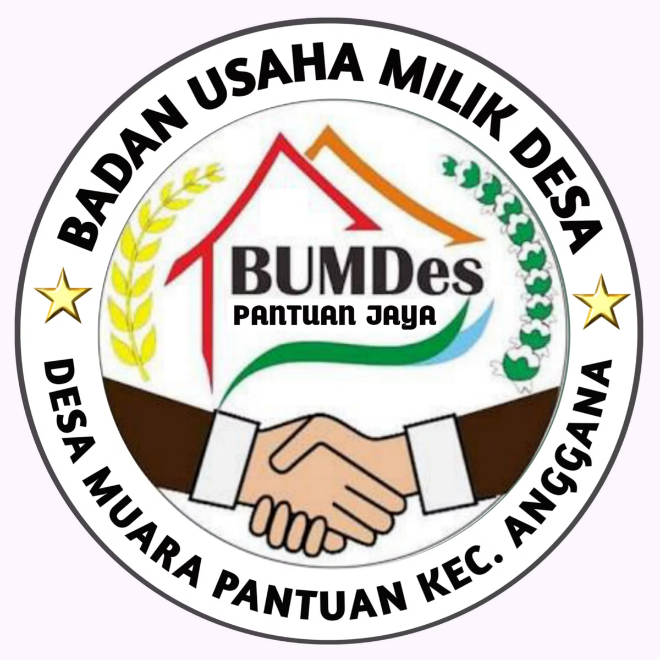 BADAN USAHA MILIK DESA
BUMDes
PANTUAN JAYA
DESA MUARA PANTUAN KEC. ANGGANA